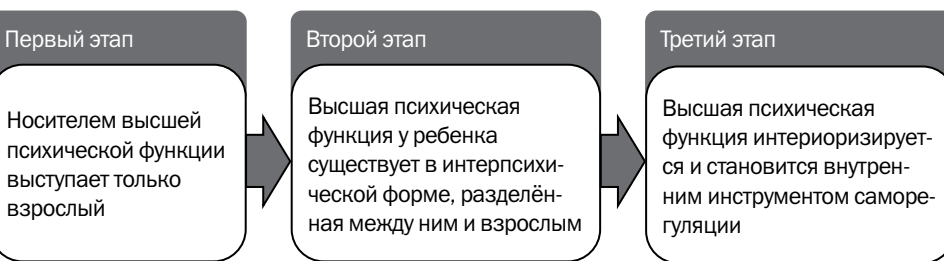 Первый этап
Носителем высшей
психической функции
выступает только
взрослый
Второй этап
Высшая психическая
функция у ребенка
существует в интерпсихи-
ческой форме, разделён-
ная между ним и взрослым
Третий этап
Высшая психическая
функция интериоризирует-
ся и становится внутрен-
ним инструментом саморе-
гуляции